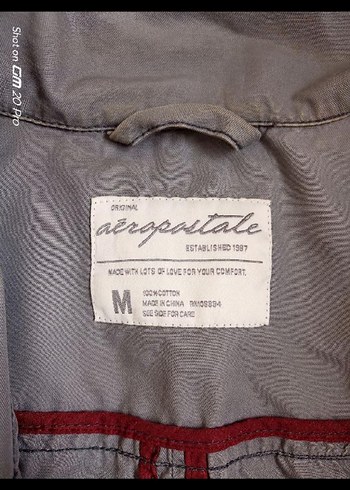 Shot on GM 20 Pro
ORIGINAL
aéropostale
ESTABLISHED 1987
MADE WITH LOTS OF LOVE FOR YOUR COMFORT.
M
100% COTTON
MADE IN CHINA
SEE SIDE FOR CARE